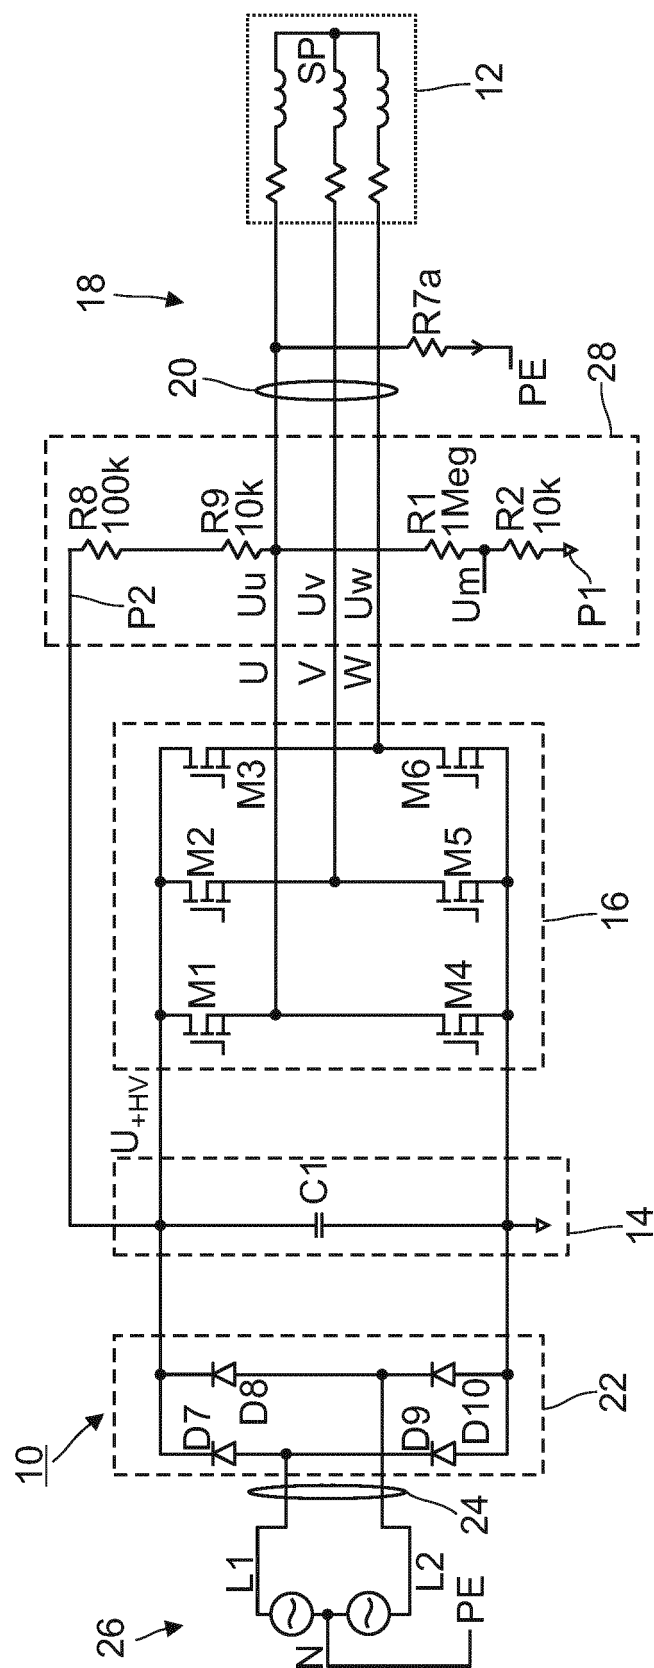 10
26
L1
L2
N
PE
24
D7
D8
D9
D10
22
U+HV
C1
14
M1
M2
M3
M4
M5
M6
16
U
V
W
Uu
Uv
Uw
P2
R8
100k
R9
10k
R1
1Meg
R2
10k
Um
P1
28
20
18
R7a
PE
SP
12